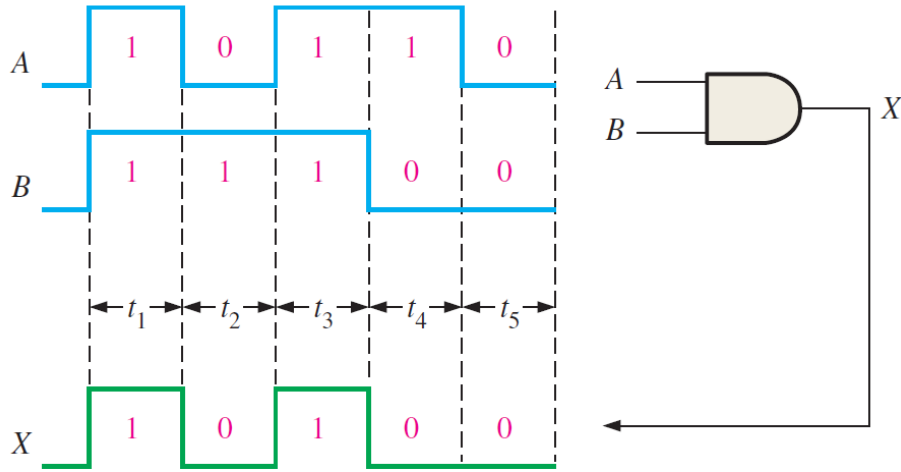 A 1 0 1 1 0
A
X
B
B 1 1 1 0 0
t₁ t₂ t₃ t₄ t₅
X 1 0 1 0 0